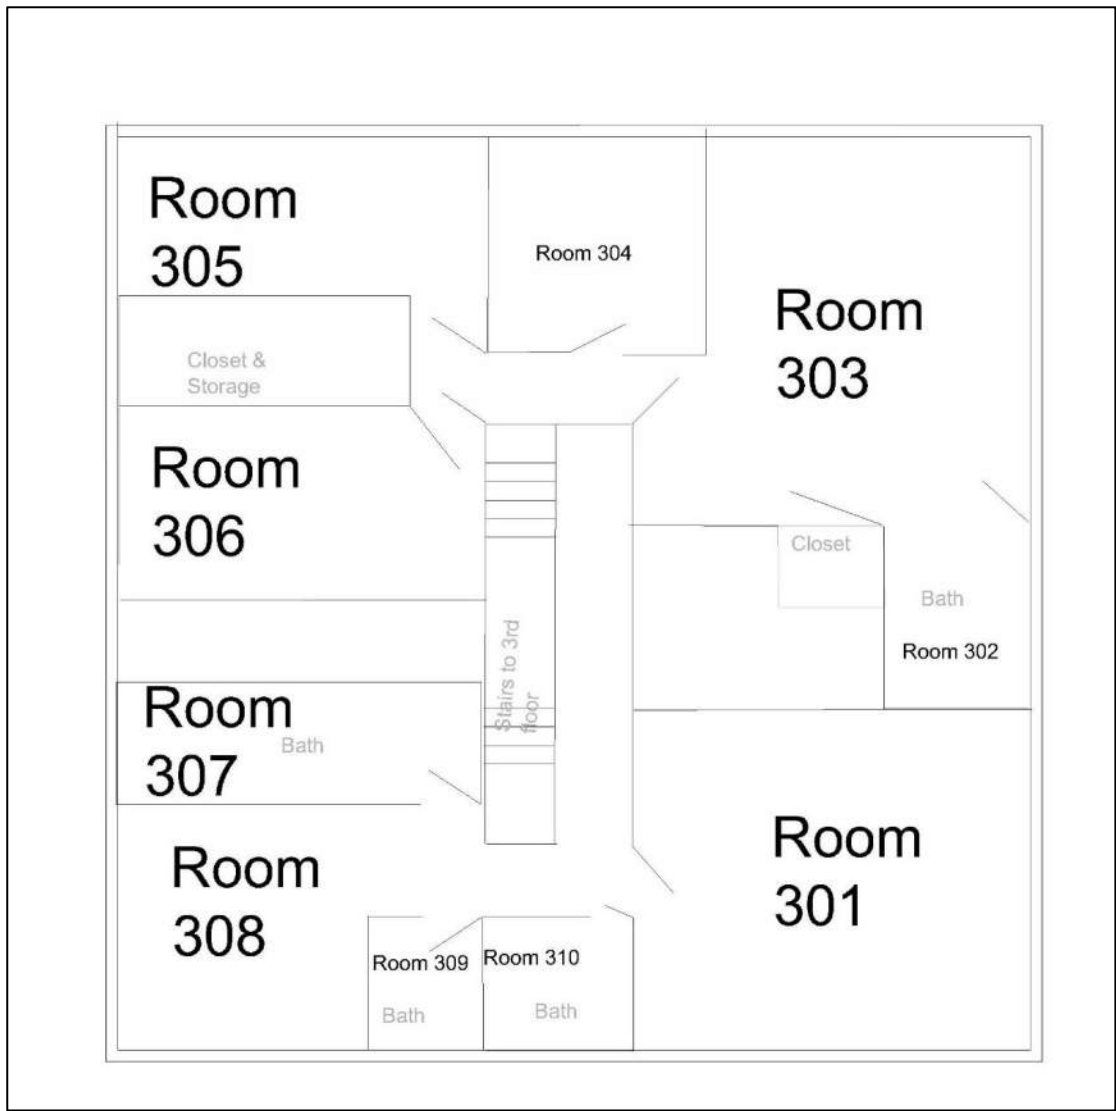 Room
305
Room 304
Room
303
Closet &
Storage
Room
306
Closet
Bath
Room 302
Stairs to 3rd
floor
Room
307
Bath
Room
308
Room
301
Room 309
Room 310
Bath
Bath